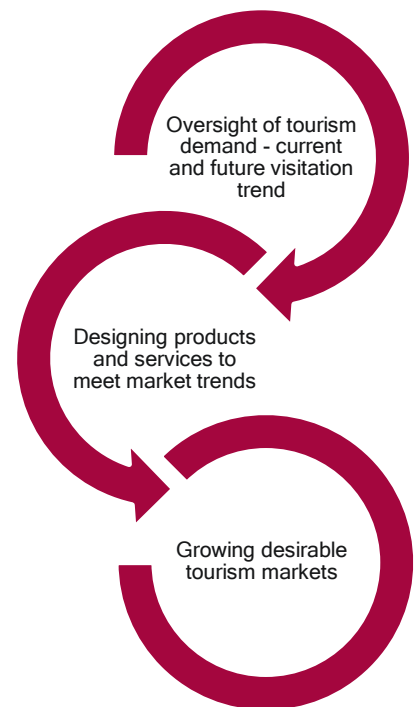 Oversight of tourism
demand - current
and future visitation
trend
Designing products
and services to
meet market trends
Growing desirable
tourism markets